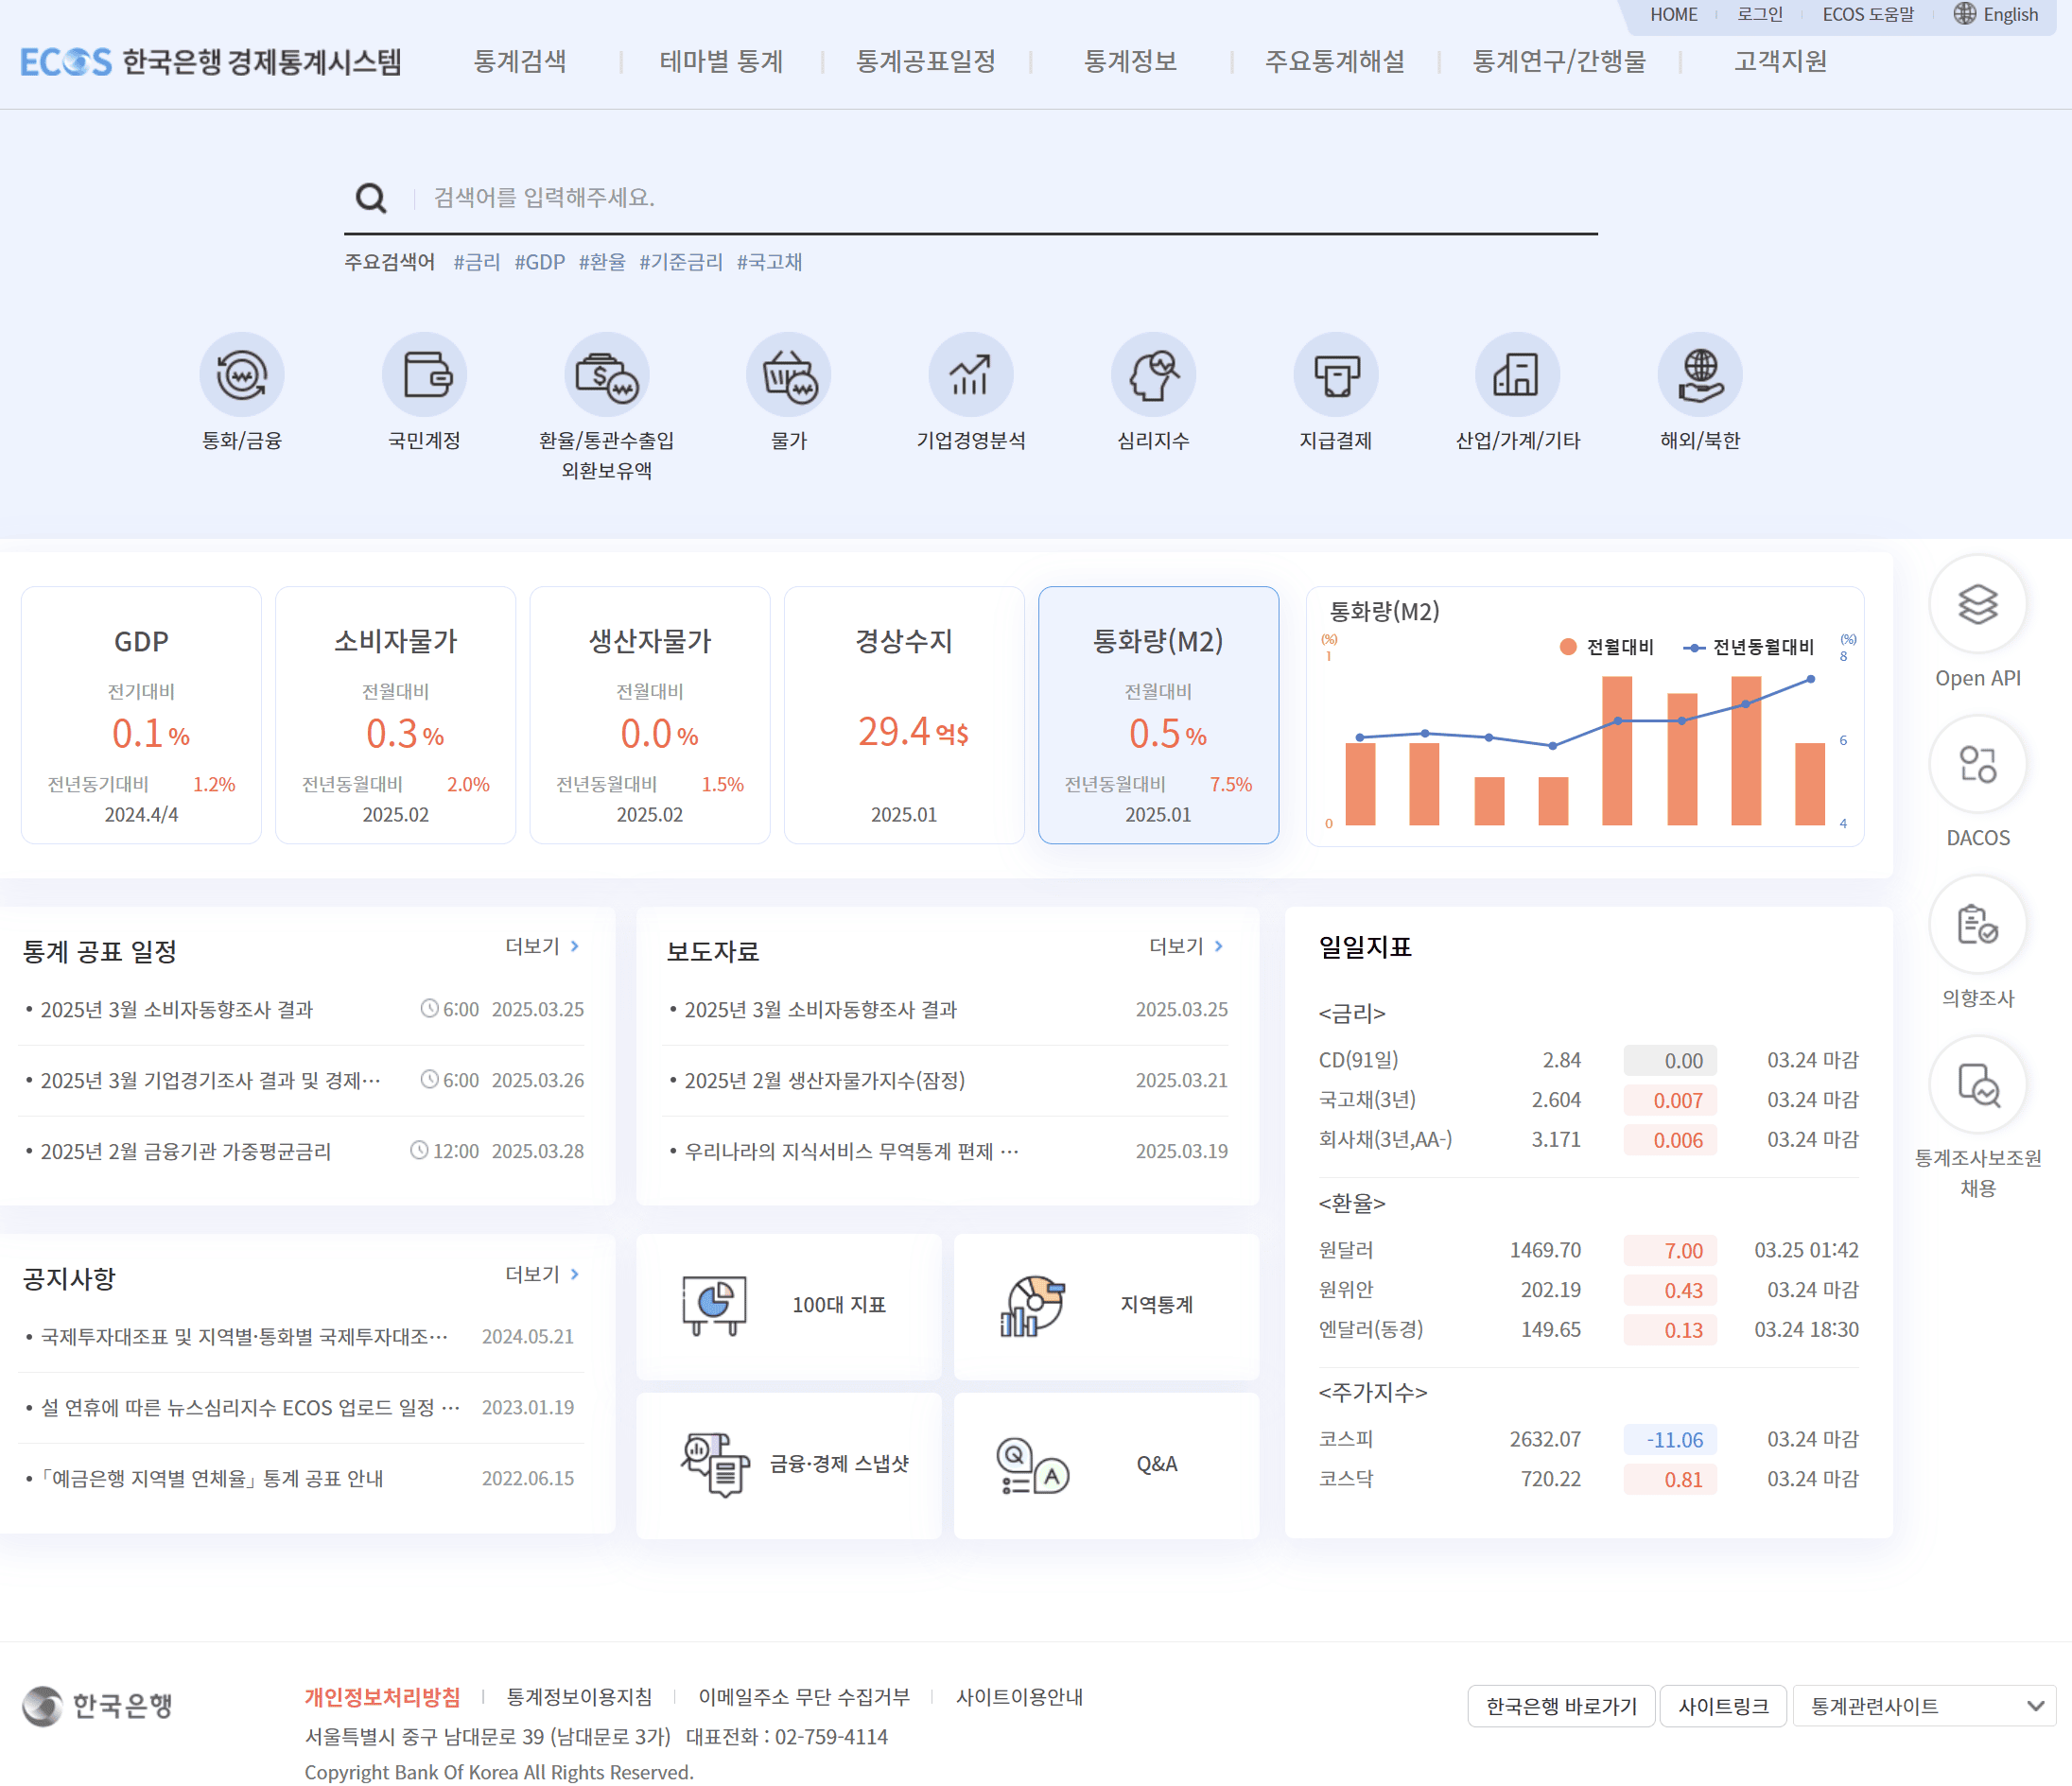 HOME 로그인 ECOS 도움말 English
ECOS 한국은행 경제통계시스템 통계검색 테마별 통계 통계공표일정 통계정보 주요통계해설 통계연구/간행물 고객지원
검색어를 입력해주세요.
주요검색어 #금리 #GDP #환율 #기준금리 #국고채
통화/금융 국민계정 환율/통관수출입 물가 기업경영분석 심리지수 지급결제 산업/가계/기타 해외/북한
외환보유액
GDP
전기대비
0.1 %
전년동기대비 1.2%
2024.4/4
소비자물가
전월대비
0.3 %
전년동월대비 2.0%
2025.02
생산자물가
전월대비
0.0 %
전년동월대비 1.5%
2025.02
경상수지
29.4 억$
2025.01
통화량(M2)
전월대비
0.5 %
전년동월대비 7.5%
2025.01
통화량(M2)
(%) 전월대비 전년동월대비 (%)
1 8
6
0 4
Open API
DACOS
의향조사
통계조사보조원
채용
통계 공표 일정 더보기
• 2025년 3월 소비자동향조사 결과 6:00 2025.03.25
• 2025년 3월 기업경기조사 결과 및 경제··· 6:00 2025.03.26
• 2025년 2월 금융기관 가중평균금리 12:00 2025.03.28
보도자료 더보기
• 2025년 3월 소비자동향조사 결과 2025.03.25
• 2025년 2월 생산자물가지수(잠정) 2025.03.21
• 우리나라의 지식서비스 무역통계 편제 ··· 2025.03.19
일일지표
<금리>
CD(91일) 2.84 0.00 03.24 마감
국고채(3년) 2.604 0.007 03.24 마감
회사채(3년,AA-) 3.171 0.006 03.24 마감
<환율>
원달러 1469.70 7.00 03.25 01:42
원위안 202.19 0.43 03.24 마감
엔달러(동경) 149.65 0.13 03.24 18:30
<주가지수>
코스피 2632.07 -11.06 03.24 마감
코스닥 720.22 0.81 03.24 마감
공지사항 더보기
• 국제투자대조표 및 지역별·통화별 국제투자대조··· 2024.05.21
• 설 연휴에 따른 뉴스심리지수 ECOS 업로드 일정 ··· 2023.01.19
• 「예금은행 지역별 연체율」 통계 공표 안내 2022.06.15
100대 지표
지역통계
금융·경제 스냅샷
Q A
Q&A
한국은행
개인정보처리방침 통계정보이용지침 이메일주소 무단 수집거부 사이트이용안내
서울특별시 중구 남대문로 39 (남대문로 3가) 대표전화 : 02-759-4114
Copyright Bank Of Korea All Rights Reserved.
한국은행 바로가기 사이트링크 통계관련사이트